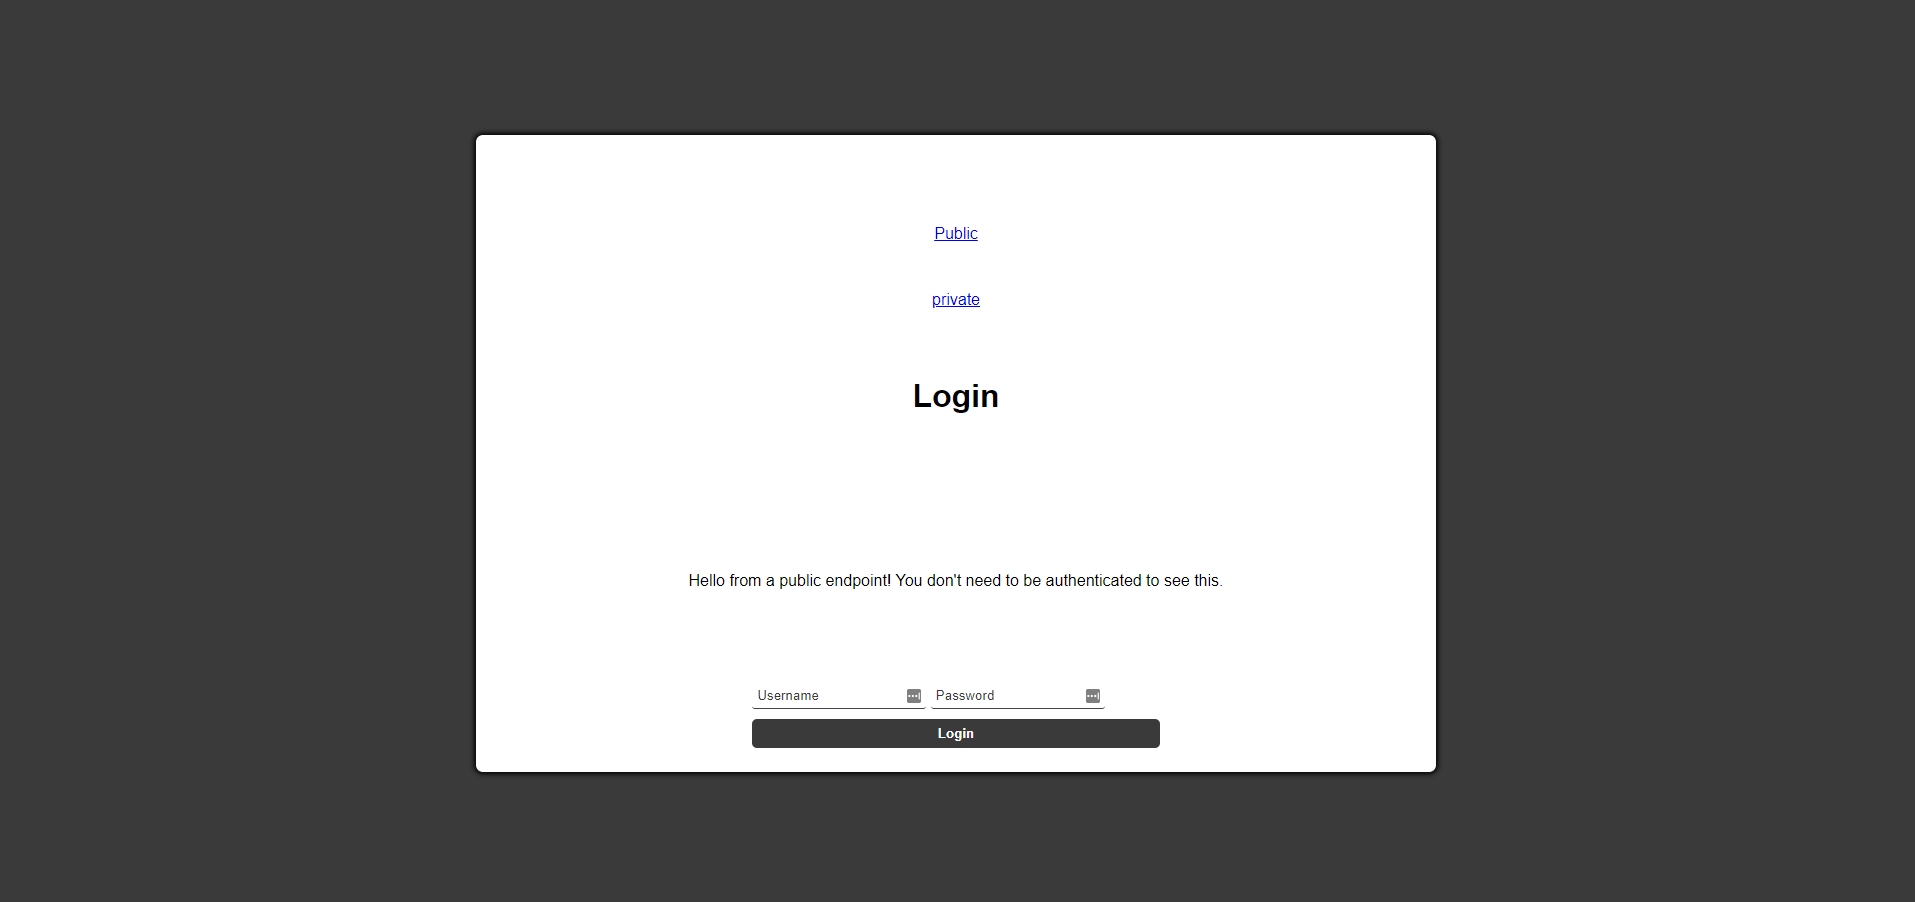 Public
private
Login
Hello from a public endpoint! You don't need to be authenticated to see this.
Username Password
Login